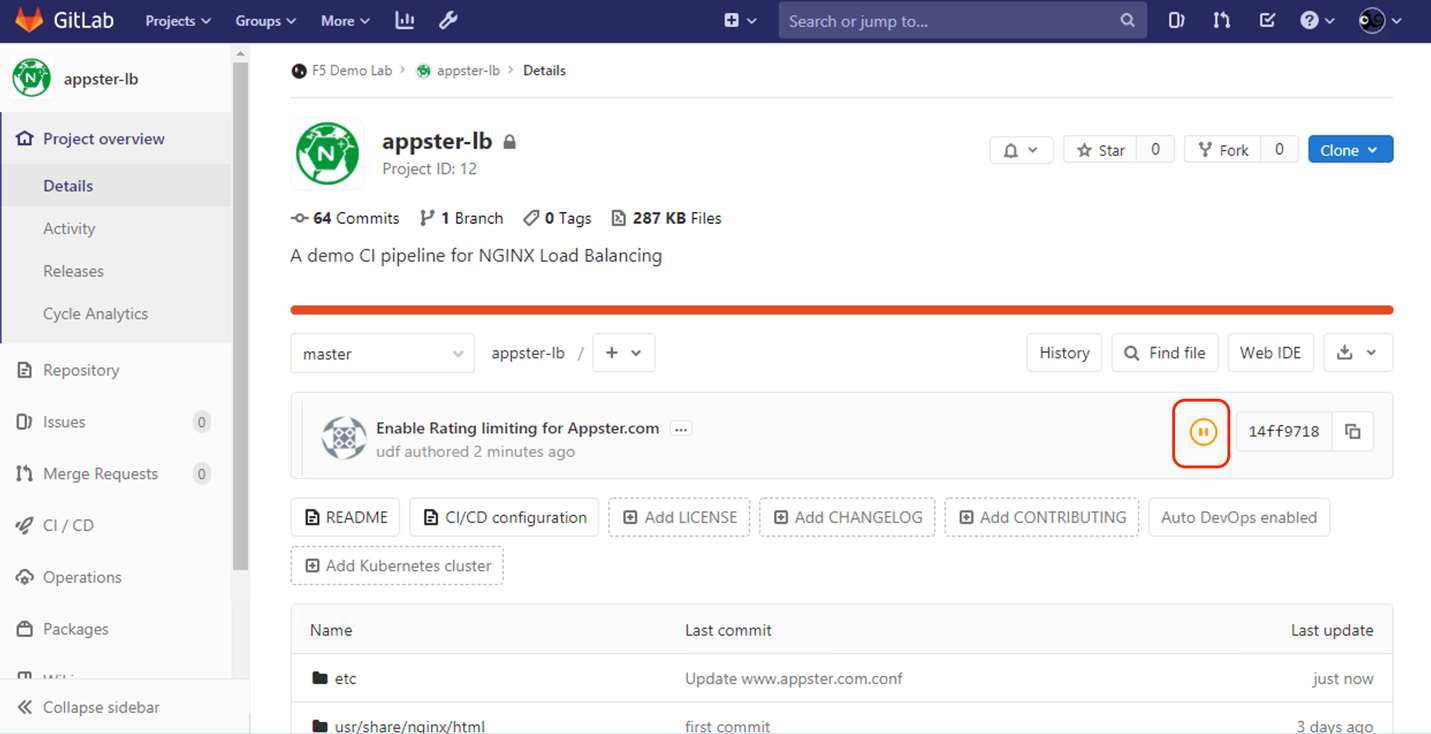 GitLab Projects Groups More Search or jump to...
appster-lb
Project overview
Details
Activity
Releases
Cycle Analytics
Repository
Issues 0
Merge Requests 0
CI / CD
Operations
Packages
Collapse sidebar
F5 Demo Lab > appster-lb > Details
N+
appster-lb
Project ID: 12
Star 0 Fork 0 Clone
64 Commits 1 Branch 0 Tags 287 KB Files
A demo CI pipeline for NGINX Load Balancing
master appster-lb / + History Find file Web IDE
Enable Rating limiting for Appster.com ...
udf authored 2 minutes ago
14ff9718
README CI/CD configuration Add LICENSE Add CHANGELOG Add CONTRIBUTING Auto DevOps enabled
Add Kubernetes cluster
Name Last commit Last update
etc Update www.appster.com.conf just now
usr/share/nginx/html first commit 3 days ago